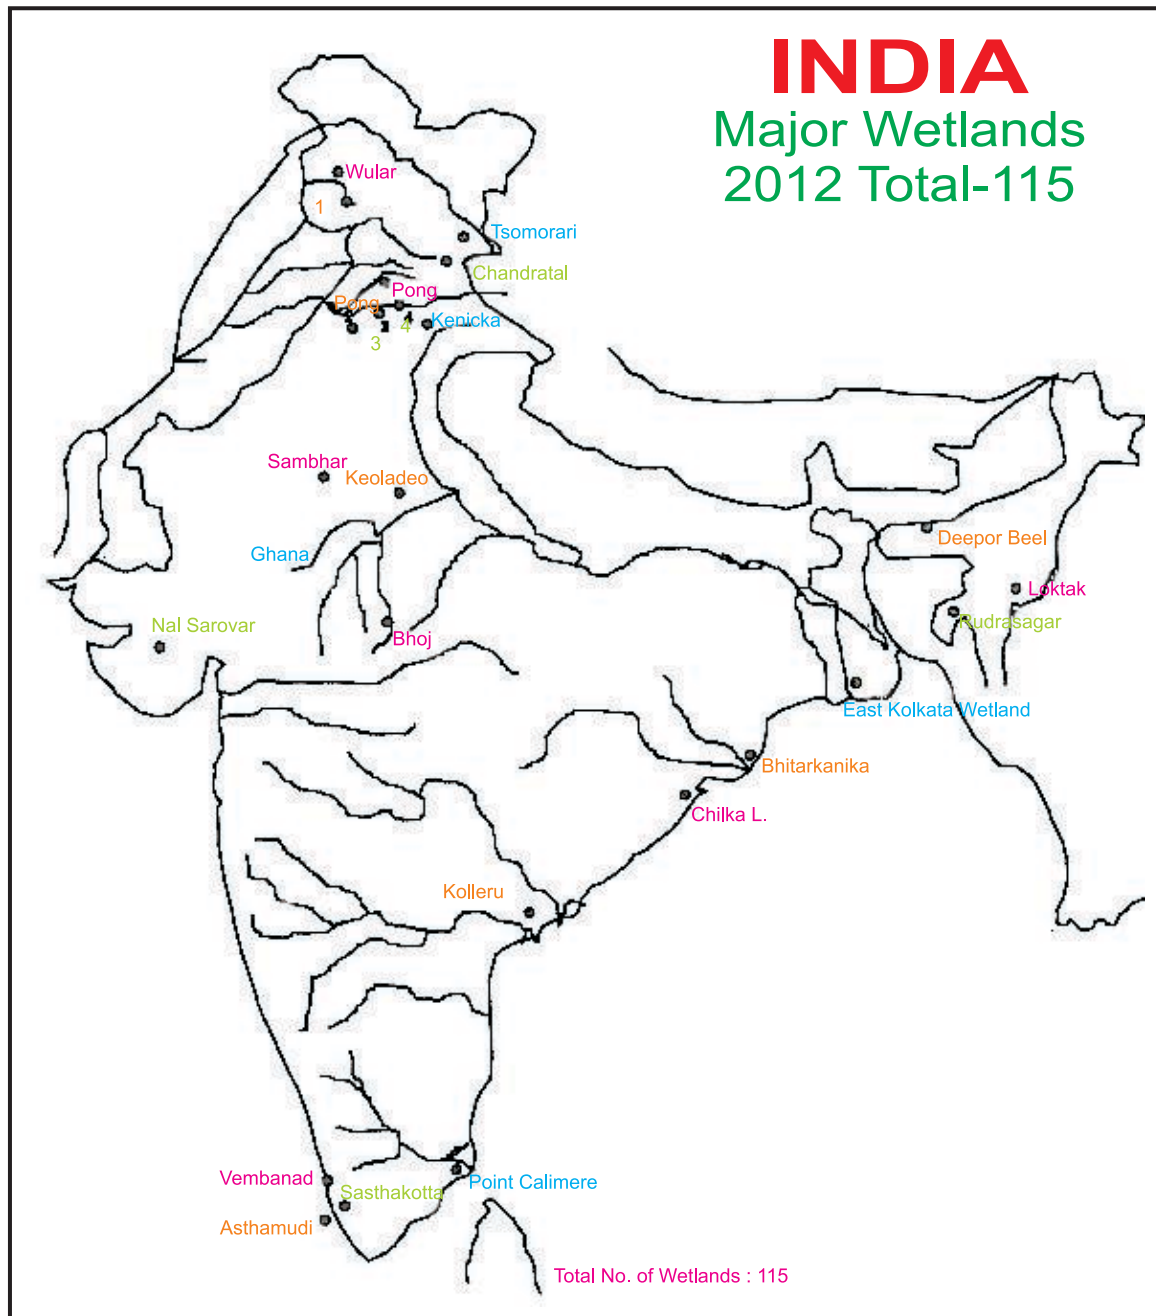 INDIA
Major Wetlands
2012 Total-115
Wular
1
Tsomorari
Chandratal
Pong
Pong
Kenicka
4
3
Sambhar
Keoladeo
Ghana
Deepor Beel
Loktak
Rudrasagar
Nal Sarovar
Bhoj
East Kolkata Wetland
Bhitarkanika
Chilka L.
Kolleru
Vembanad
Sasthakotta
Point Calimere
Asthamudi
Total No. of Wetlands : 115